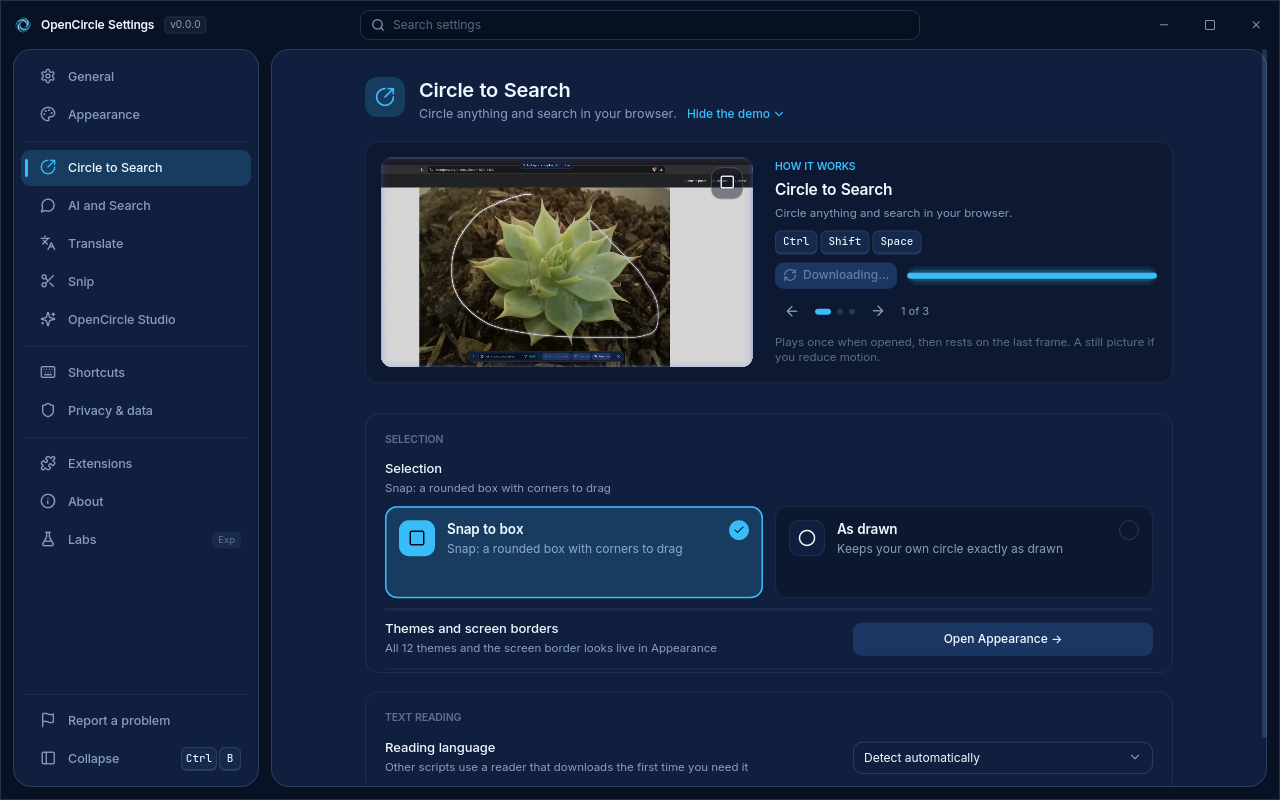 OpenCircle Settings
v0.0.0
Search settings
General
Appearance
Circle to Search
AI and Search
Translate
Snip
OpenCircle Studio
Shortcuts
Privacy & data
Extensions
About
Labs
Exp
Report a problem
Collapse
Ctrl B
Circle to Search
Circle anything and search in your browser. Hide the demo
HOW IT WORKS
Circle to Search
Circle anything and search in your browser.
Ctrl Shift Space
Downloading...
1 of 3
Plays once when opened, then rests on the last frame. A still picture if
you reduce motion.
SELECTION
Selection
Snap: a rounded box with corners to drag
Snap to box
Snap: a rounded box with corners to drag
As drawn
Keeps your own circle exactly as drawn
Themes and screen borders
All 12 themes and the screen border looks live in Appearance
Open Appearance →
TEXT READING
Reading language
Other scripts use a reader that downloads the first time you need it
Detect automatically